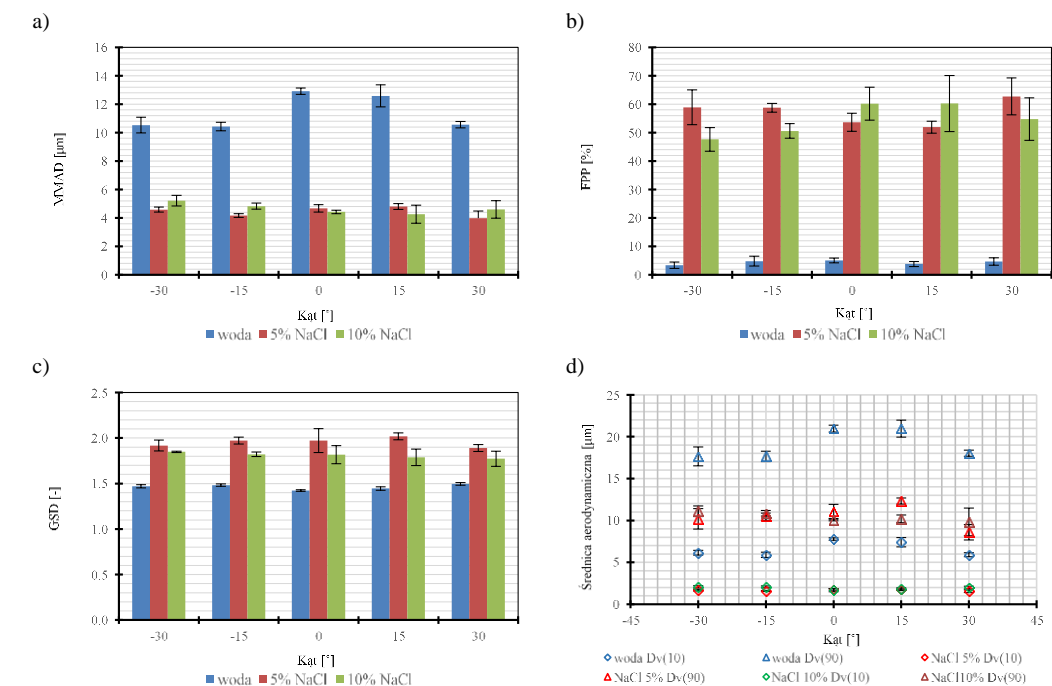 a)
16
14
12
10
8
6
4
2
0
MMAD [µm]
-30 -15 0 15 30
Kąt [°]
woda 5% NaCl 10% NaCl
b)
80
70
60
50
40
30
20
10
0
FPP [%]
-30 -15 0 15 30
Kąt [°]
woda 5% NaCl 10% NaCl
c)
2.5
2.0
1.5
1.0
0.5
0.0
GSD [-]
-30 -15 0 15 30
Kąt [°]
woda 5% NaCl 10% NaCl
d)
25
20
15
10
5
0
Średnica aerodynamiczna [µm]
-45 -30 -15 0 15 30 45
Kąt [°]
woda Dv(10) woda Dv(90) NaCl 5% Dv(10)
NaCl 5% Dv(90) NaCl 10% Dv(10) NaCl10% Dv(90)